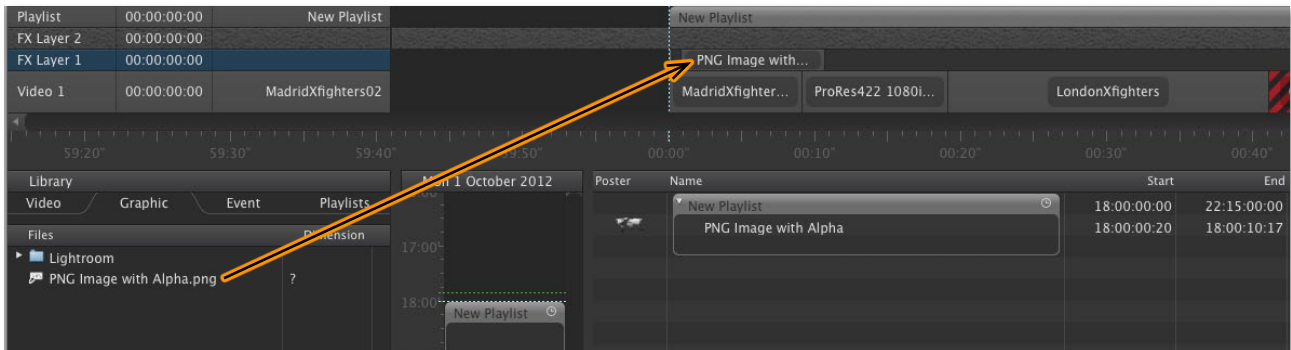 Playlist 00:00:00:00 New Playlist New Playlist
FX Layer 2 00:00:00:00
FX Layer 1 00:00:00:00 PNG Image with...
Video 1 00:00:00:00 MadridXfighters02 MadridXfighter... ProRes422 1080i... LondonXfighters
59:20" 59:30" 59:40" 59:50" 00:00" 00:10" 00:20" 00:30" 00:40"
Library
Video Graphic Event Playlists
Files Dimension
Lightroom
PNG Image with Alpha.png ?
Mon 1 October 2012
17:00
18:00
New Playlist
Poster Name Start End
New Playlist 18:00:00:00 22:15:00:00
PNG Image with Alpha 18:00:00:20 18:00:10:17